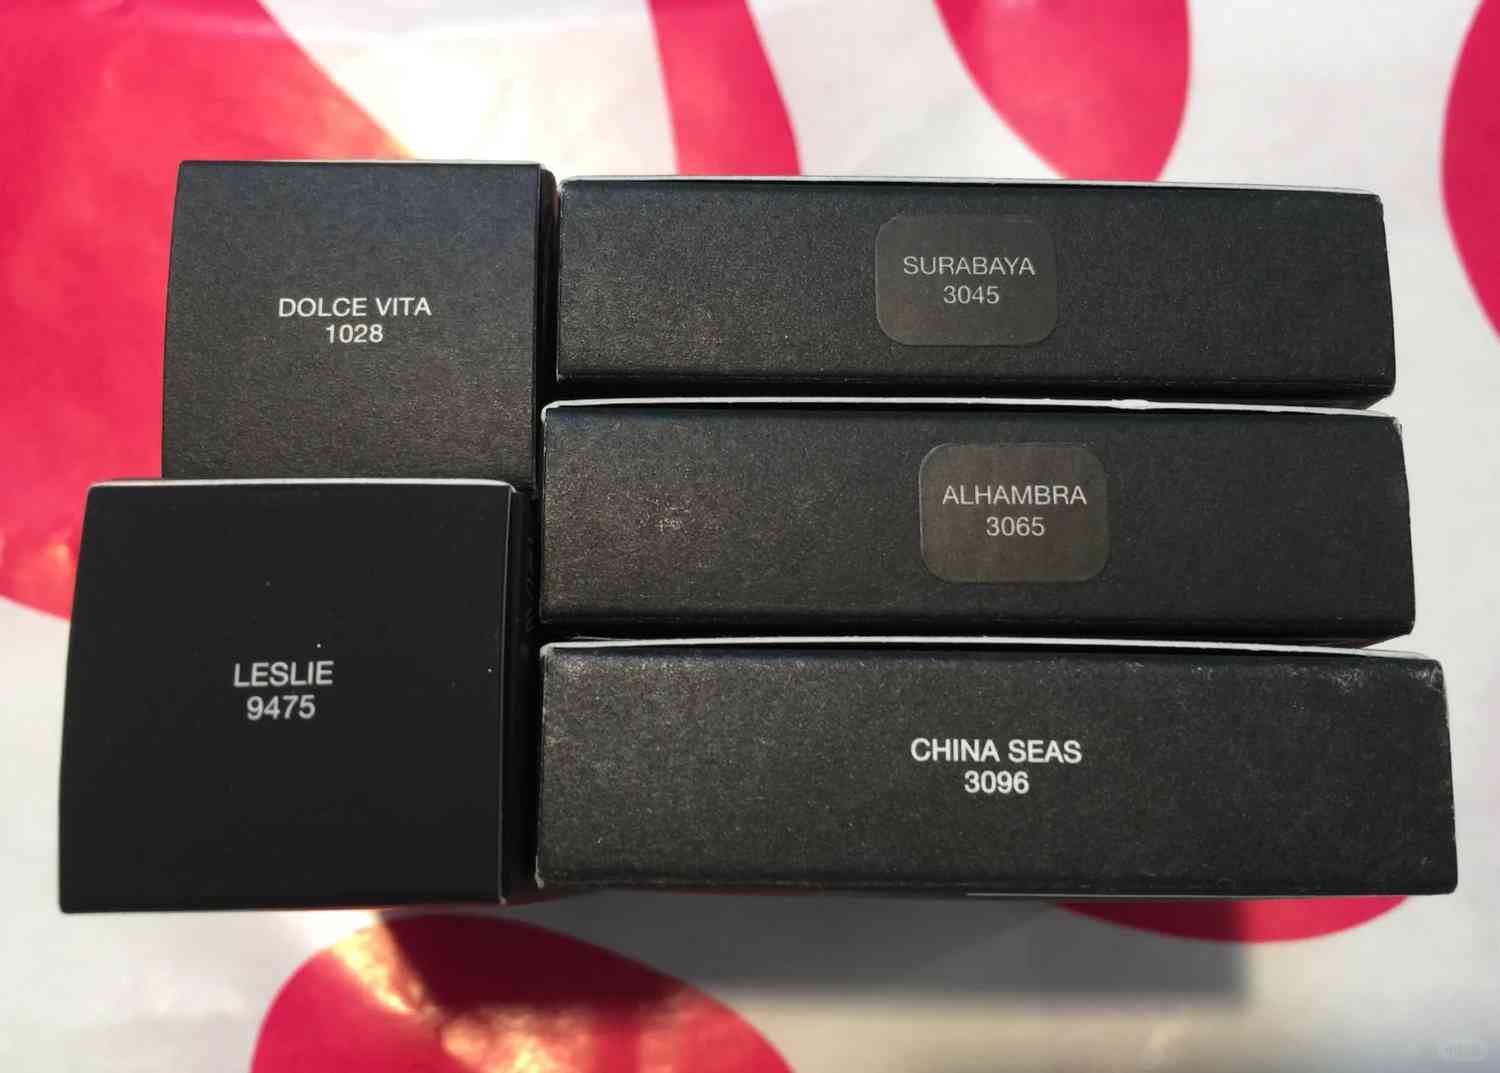 DOLCE VITA
1028
SURABAYA
3045
ALHAMBRA
3065
LESLIE
9475
CHINA SEAS
3096